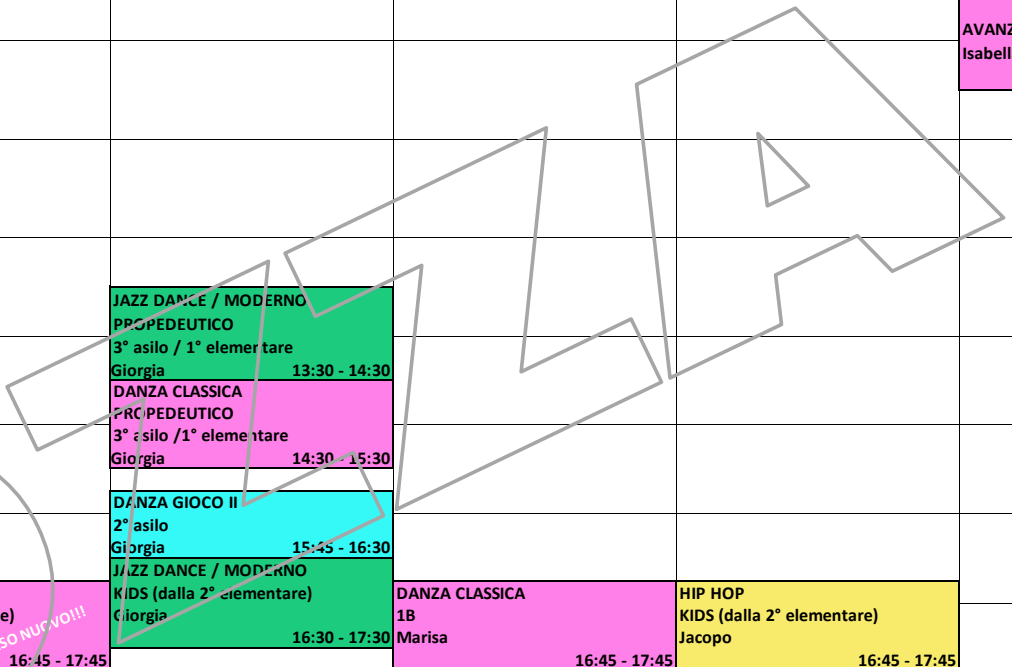 AVANZ
Isabell
JAZZ DANCE / MODERNO
PROPEDEUTICO
3° asilo / 1° elementare
Giorgia 13:30 - 14:30
DANZA CLASSICA
PROPEDEUTICO
3° asilo /1° elementare
Giorgia 14:30 - 15:30
DANZA GIOCO II
2° asilo
Giorgia 15:45 - 16:30
JAZZ DANCE / MODERNO
KIDS (dalla 2° elementare)
Giorgia
16:30 - 17:30
e)
SO NUOVO!!!
16:45 - 17:45
DANZA CLASSICA
1B
Marisa
16:45 - 17:45
HIP HOP
KIDS (dalla 2° elementare)
Jacopo
16:45 - 17:45
ZZA